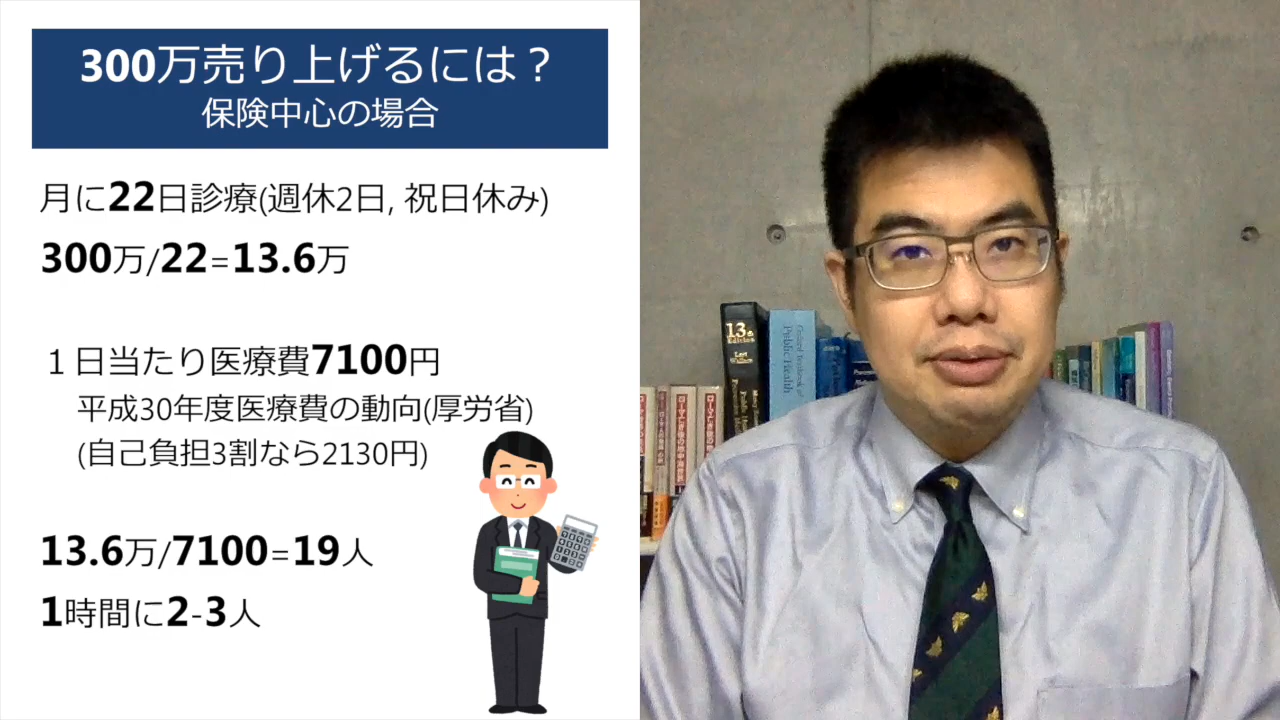 300万売り上げるには？
保険中心の場合
月に22日診療(週休2日, 祝日休み)
300万/22=13.6万
１日当たり医療費7100円
平成30年度医療費の動向(厚労省)
(自己負担3割なら2130円)
13.6万/7100=19人
1時間に2-3人
13th
Edition
Public Health